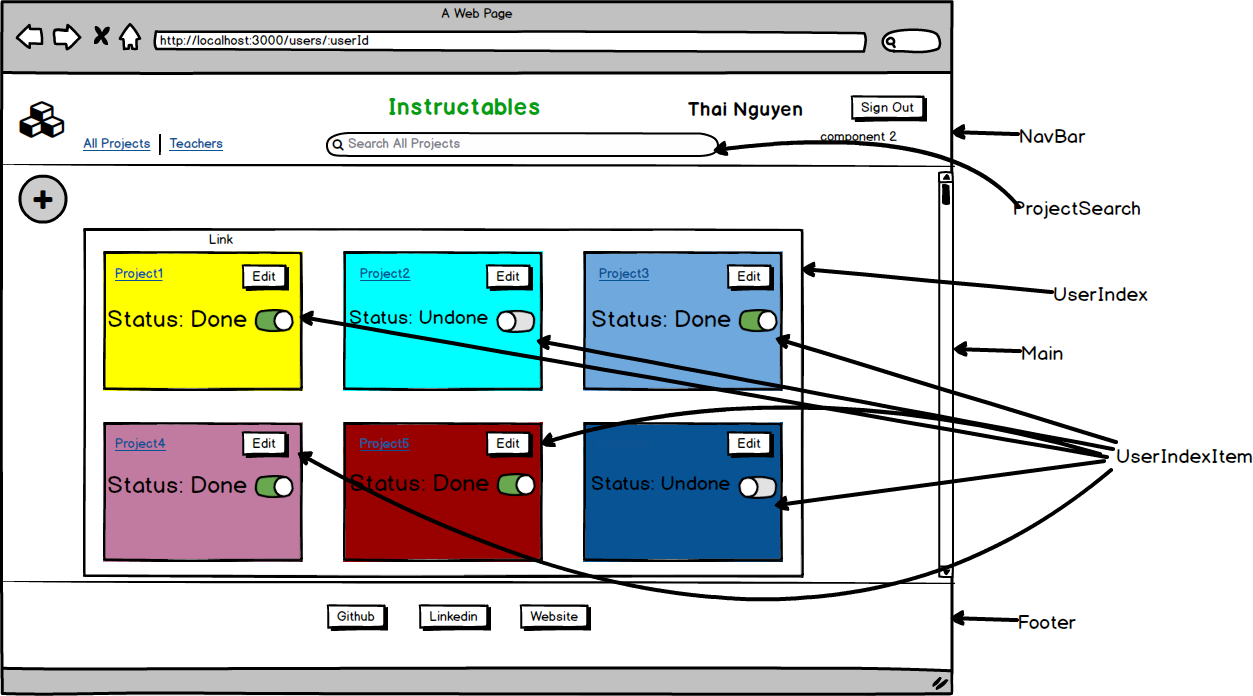 A Web Page
http://localhost:3000/users/:userId
Instructables
Thai Nguyen
Sign Out
component 2
All Projects
Teachers
Search All Projects
NavBar
ProjectSearch
Link
Project1
Edit
Project2
Edit
Project3
Edit
UserIndex
Status: Done
Status: Undone
Status: Done
Main
Project4
Edit
Project5
Edit
Edit
UserIndexItem
Status: Done
Status: Done
Status: Undone
Github
Linkedin
Website
Footer